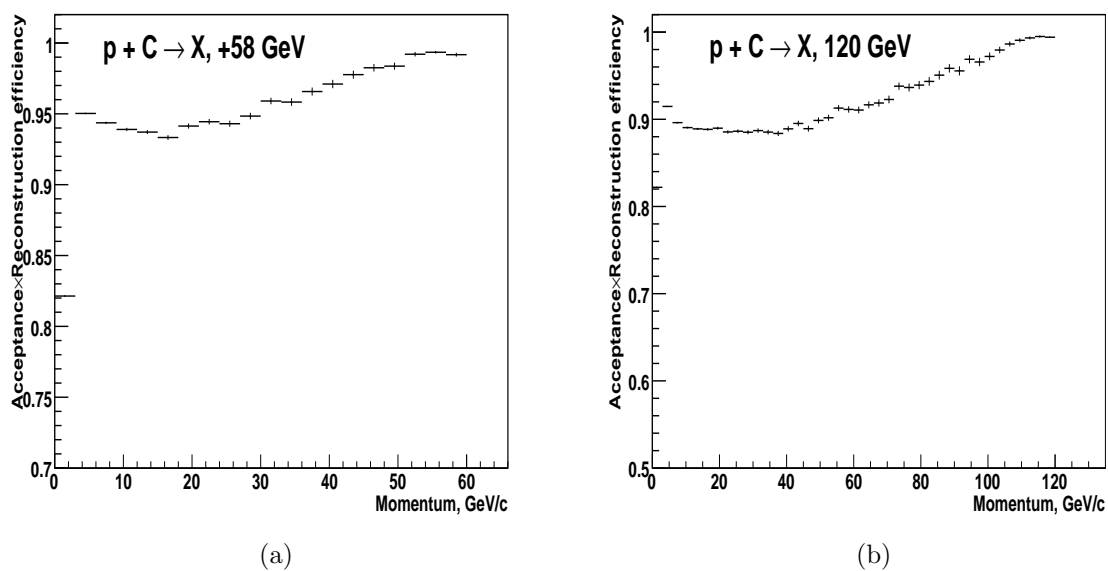 p + C → X, +58 GeV
Acceptance×Reconstruction efficiency
1
0.95
0.9
0.85
0.8
0.75
0.7
0 10 20 30 40 50 60
Momentum, GeV/c
(a)
p + C → X, 120 GeV
Acceptance×Reconstruction efficiency
1
0.9
0.8
0.7
0.6
0.5
0 20 40 60 80 100 120
Momentum, GeV/c
(b)